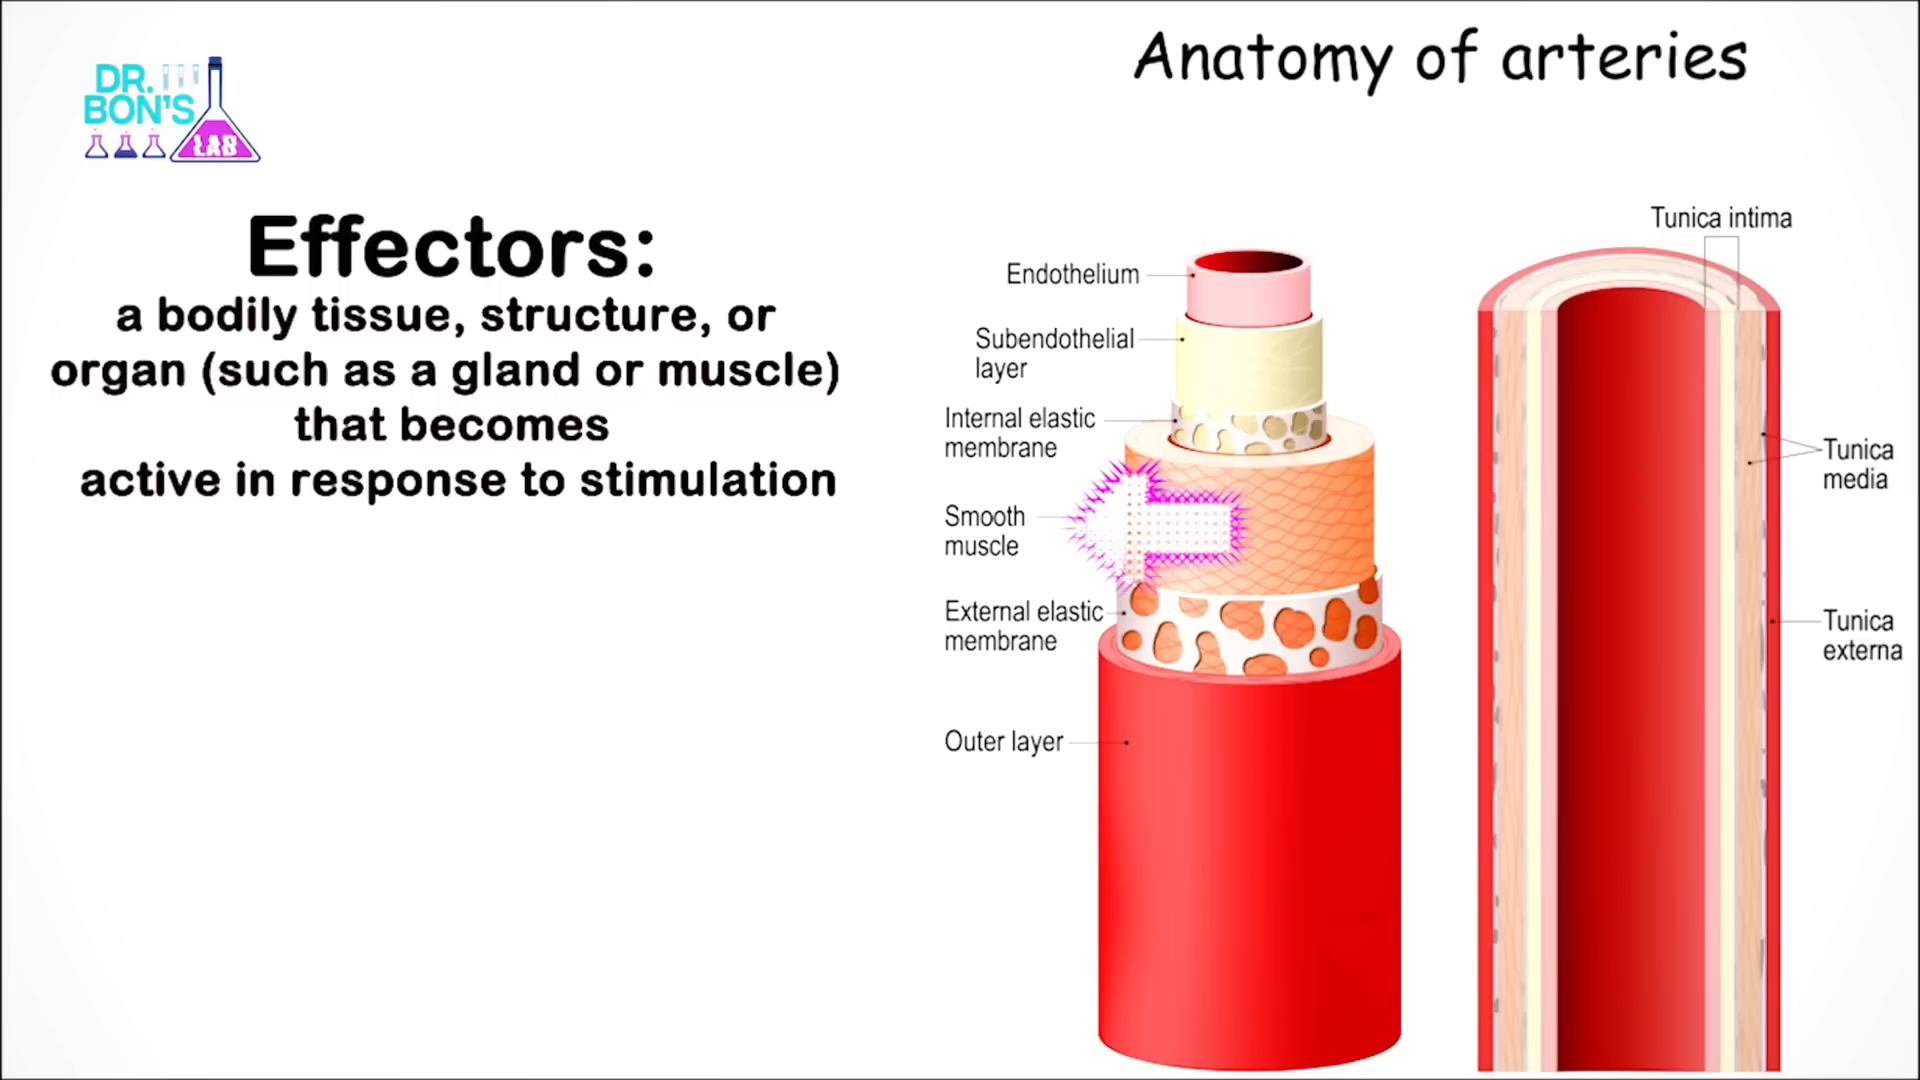 DR.
BON'S
LAB
Anatomy of arteries
Effectors:
a bodily tissue, structure, or
organ (such as a gland or muscle)
that becomes
active in response to stimulation
Endothelium
Subendothelial
layer
Internal elastic
membrane
Smooth
muscle
External elastic
membrane
Outer layer
Tunica intima
Tunica
media
Tunica
externa